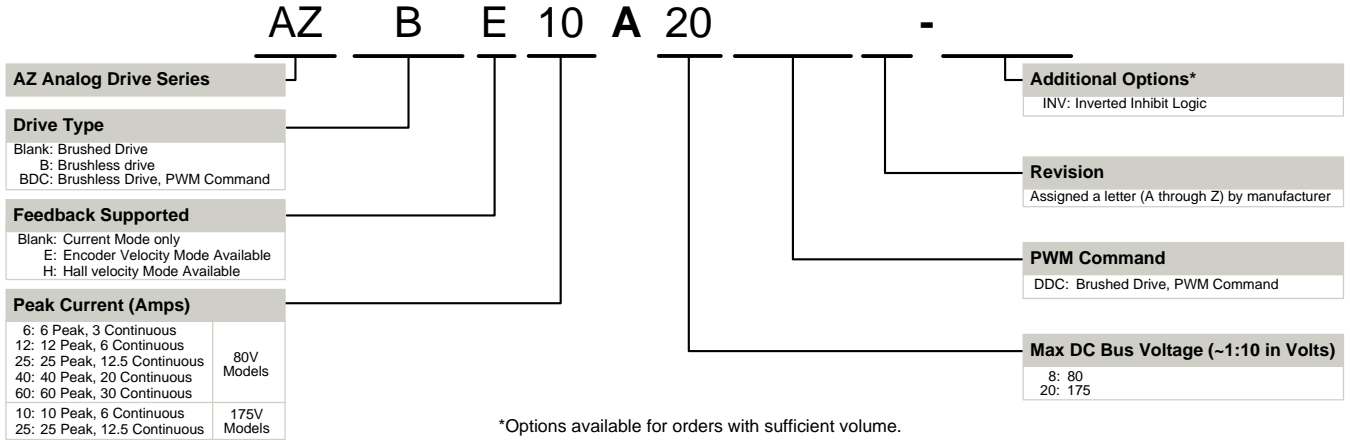 AZ B E 10 A 20 -
AZ Analog Drive Series
Drive Type
Blank: Brushed Drive
B: Brushless drive
BDC: Brushless Drive, PWM Command
Feedback Supported
Blank: Current Mode only
E: Encoder Velocity Mode Available
H: Hall velocity Mode Available
Peak Current (Amps)
6: 6 Peak, 3 Continuous
12: 12 Peak, 6 Continuous
25: 25 Peak, 12.5 Continuous
40: 40 Peak, 20 Continuous
60: 60 Peak, 30 Continuous
80V
Models
10: 10 Peak, 6 Continuous
25: 25 Peak, 12.5 Continuous
175V
Models
Additional Options*
INV: Inverted Inhibit Logic
Revision
Assigned a letter (A through Z) by manufacturer
PWM Command
DDC: Brushed Drive, PWM Command
Max DC Bus Voltage (~1:10 in Volts)
8: 80
20: 175
*Options available for orders with sufficient volume.